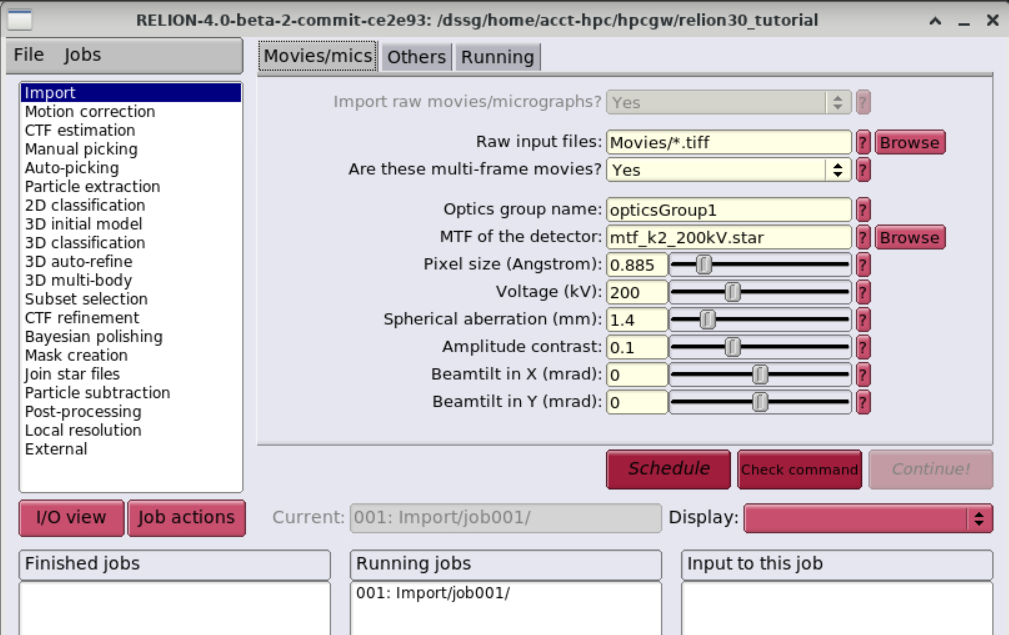 RELION-4.0-beta-2-commit-ce2e93: /dssg/home/acct-hpc/hpcgw/relion30_tutorial
File Jobs
Movies/mics Others Running
Import
Motion correction
CTF estimation
Manual picking
Auto-picking
Particle extraction
2D classification
3D initial model
3D classification
3D auto-refine
3D multi-body
Subset selection
CTF refinement
Bayesian polishing
Mask creation
Join star files
Particle subtraction
Post-processing
Local resolution
External
Import raw movies/micrographs? Yes ?
Raw input files: Movies/*.tiff ? Browse
Are these multi-frame movies? Yes ?
Optics group name: opticsGroup1 ?
MTF of the detector: mtf_k2_200kV.star ? Browse
Pixel size (Angstrom): 0.885 ?
Voltage (kV): 200 ?
Spherical aberration (mm): 1.4 ?
Amplitude contrast: 0.1 ?
Beamtilt in X (mrad): 0 ?
Beamtilt in Y (mrad): 0 ?
Schedule Check command Continue!
I/O view Job actions Current: 001: Import/job001/ Display:
Finished jobs Running jobs Input to this job
001: Import/job001/